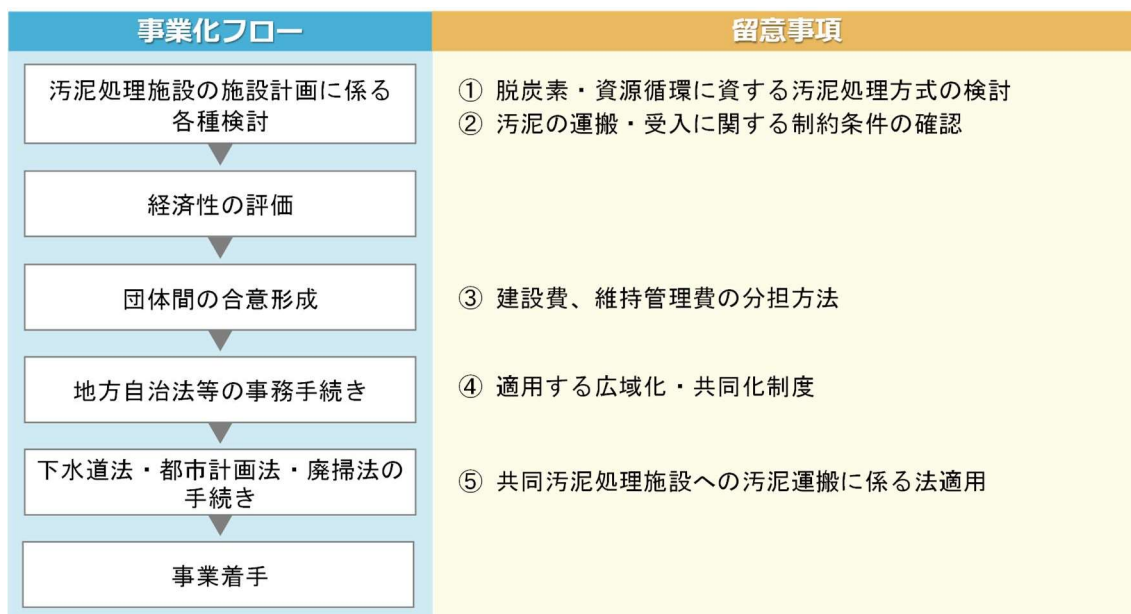 事業化フロー
留意事項
汚泥処理施設の施設計画に係る
各種検討
① 脱炭素・資源循環に資する汚泥処理方式の検討
② 汚泥の運搬・受入に関する制約条件の確認
経済性の評価
団体間の合意形成
③ 建設費、維持管理費の分担方法
地方自治法等の事務手続き
④ 適用する広域化・共同化制度
下水道法・都市計画法・廃掃法の
手続き
⑤ 共同汚泥処理施設への汚泥運搬に係る法適用
事業着手